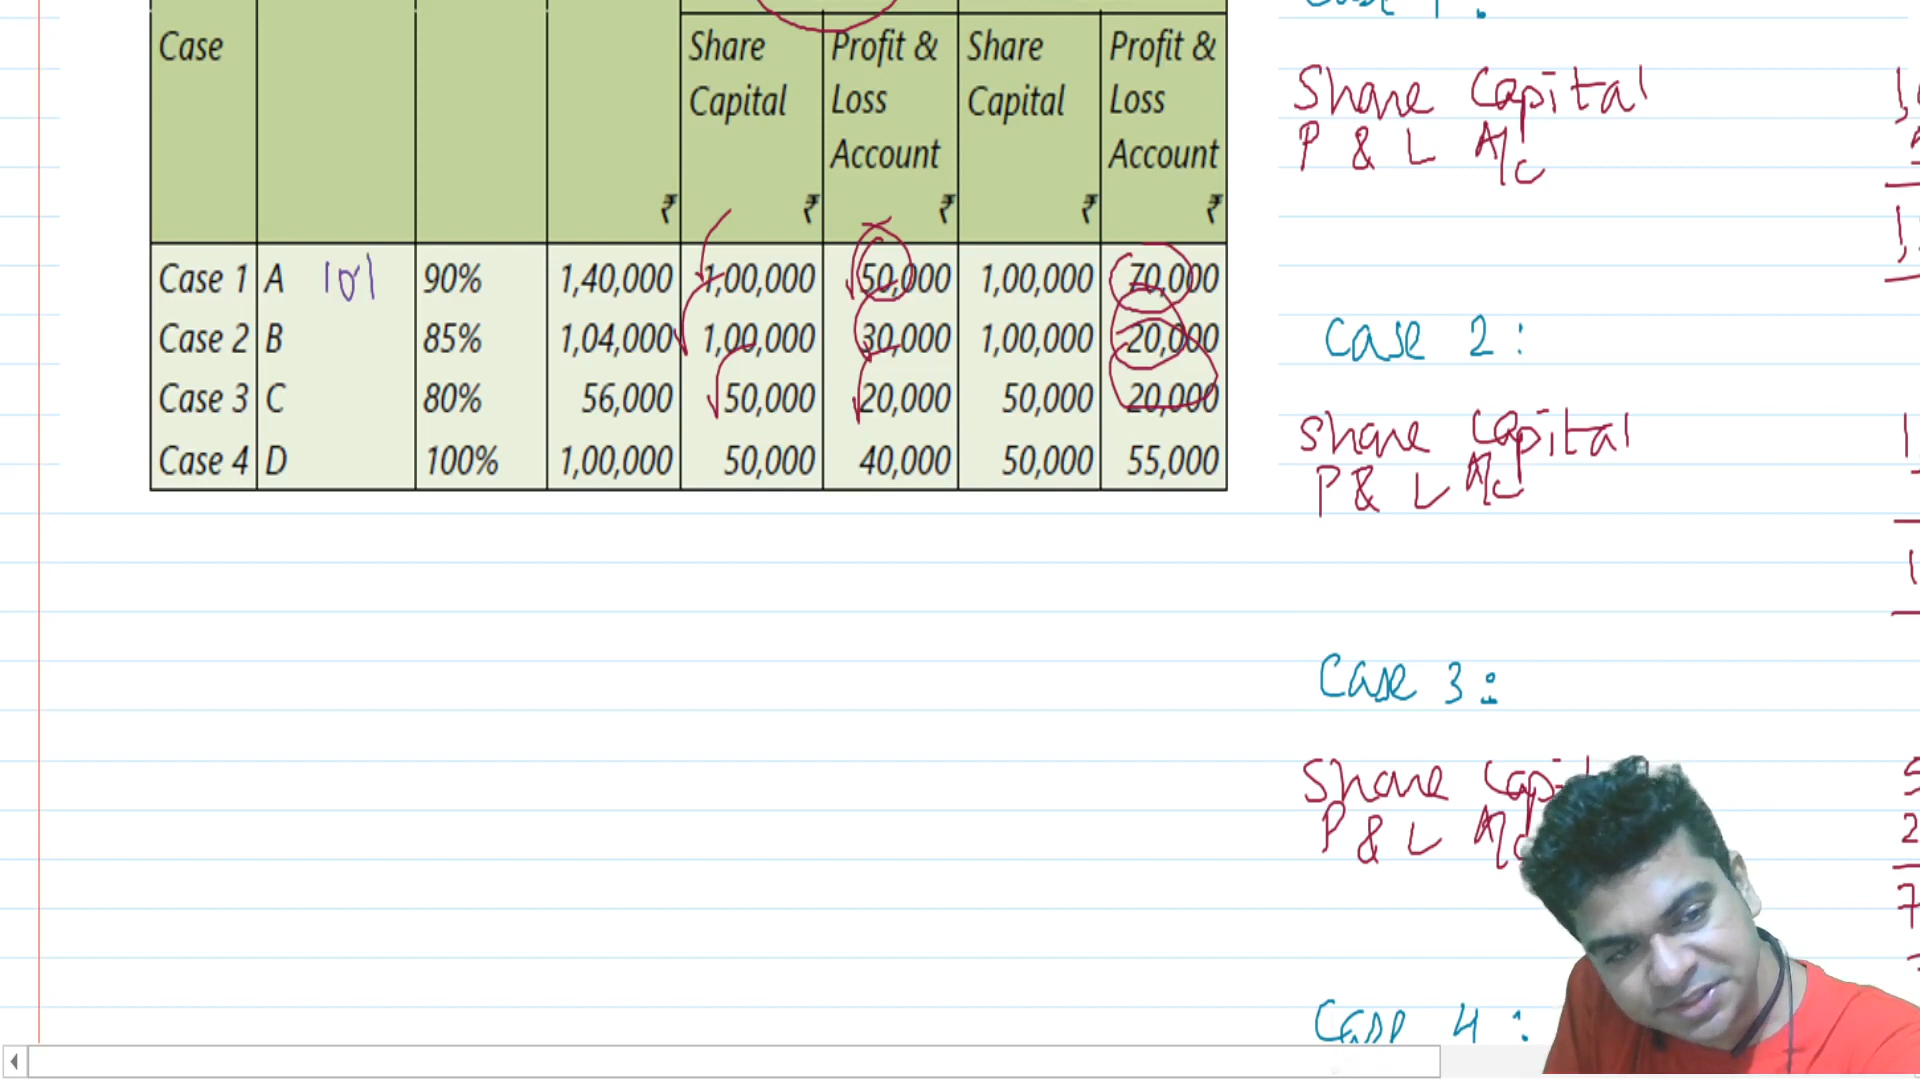 Case Share Capital ₹ Profit & Loss Account ₹ Share Capital ₹ Profit & Loss Account ₹
Case 1 A 101 90% 1,40,000 1,00,000 50,000 1,00,000 70,000
Case 2 B 85% 1,04,000 1,00,000 30,000 1,00,000 20,000
Case 3 C 80% 56,000 50,000 20,000 50,000 20,000
Case 4 D 100% 1,00,000 50,000 40,000 50,000 55,000
Share Capital
P & L A/c
Case 2 :
Share Capital
P & L A/c
Case 3 :
Share
P & L A/c
Case 4 :